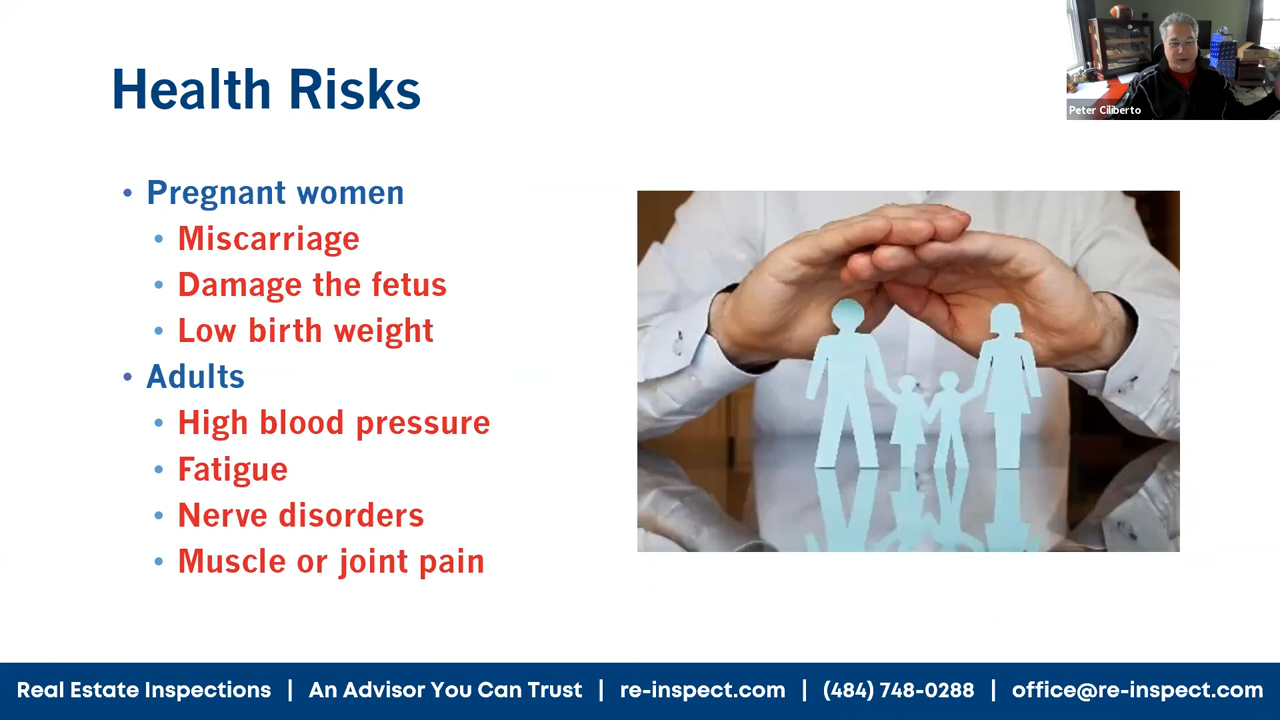 Health Risks
Peter Ciliberto
• Pregnant women
• Miscarriage
• Damage the fetus
• Low birth weight
• Adults
• High blood pressure
• Fatigue
• Nerve disorders
• Muscle or joint pain
Real Estate Inspections | An Advisor You Can Trust | re-inspect.com | (484) 748-0288 | office@re-inspect.com